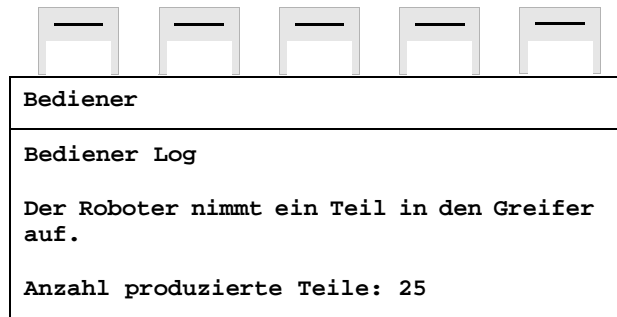 Bediener
Bediener Log
Der Roboter nimmt ein Teil in den Greifer
auf.
Anzahl produzierte Teile: 25